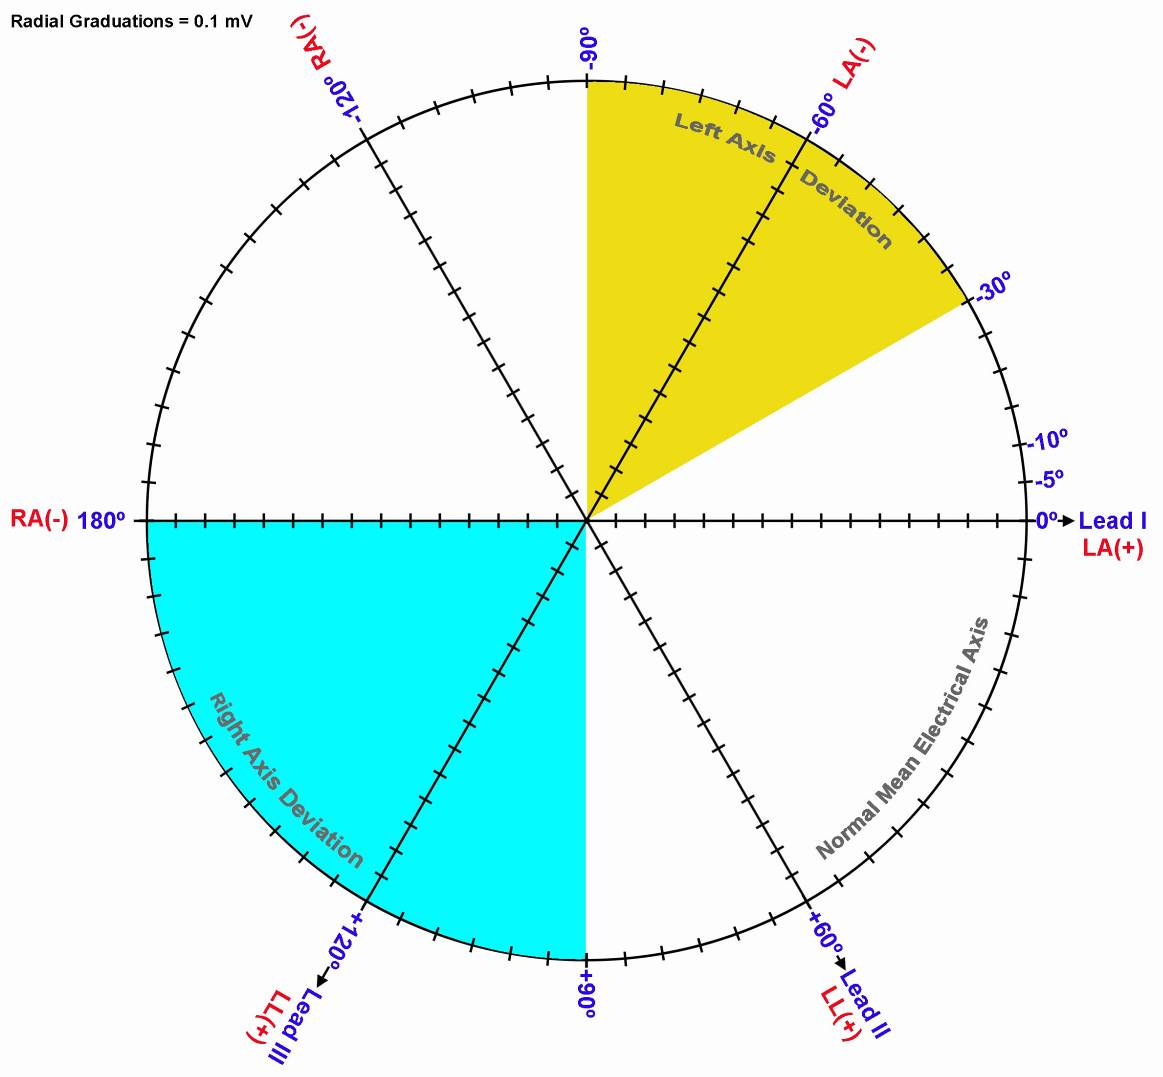 Radial Graduations = 0.1 mV
-120º RA(-)
-90º
-60º LA(-)
Left Axis Deviation
-30º
-10º
-5º
RA(-) 180º
0º Lead I
LA(+)
Normal Mean Electrical Axis
Right Axis Deviation
+120º Lead III
LL(+)
+90º
+60º Lead II
LL(+)